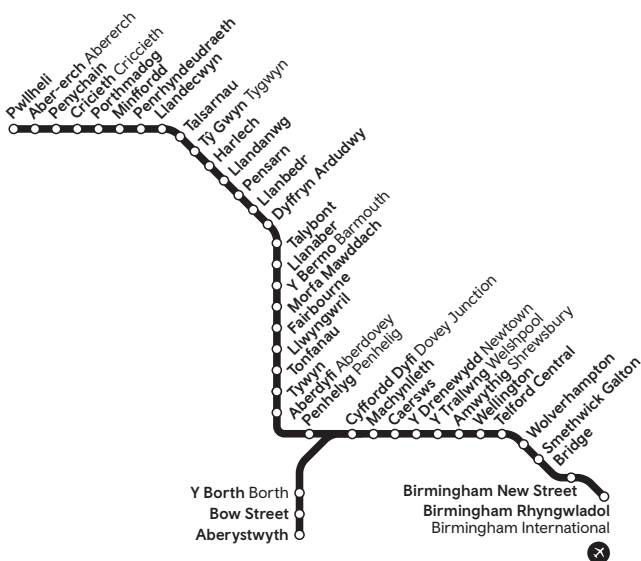 Pwllheli
Aber-erch Abererch
Penychain
Cricieth Criccieth
Porthmadog
Minffordd
Penrhyndeudraeth
Llandecwyn
Talsarnau
Tŷ Gwyn Tygwyn
Harlech
Llandanwg
Pensarn
Llanbedr
Dyffryn Ardudwy
Talybont
Llanaber
Y Bermo Barmouth
Morfa Mawddach
Fairbourne
Llwyngwril
Tonfanau
Tywyn
Aberdyfi Aberdovey
Penhelyg Penhelig
Cyffordd Dyfi Dovey Junction
Machynlleth
Caersws
Y Drenewydd Newtown
Y Trallwng Welshpool
Amwythig Shrewsbury
Wellington
Telford Central
Wolverhampton
Smethwick Galton
Bridge
Birmingham New Street
Birmingham Rhyngwladol
Birmingham International
Y Borth Borth
Bow Street
Aberystwyth